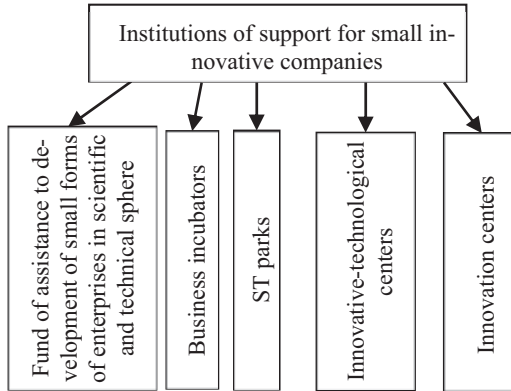 Institutions of support for small in-
novative companies
Fund of assistance to de-
velopment of small forms
of enterprises in scientific
and technical sphere
Business incubators
ST parks
Innovative-technological
centers
Innovation centers